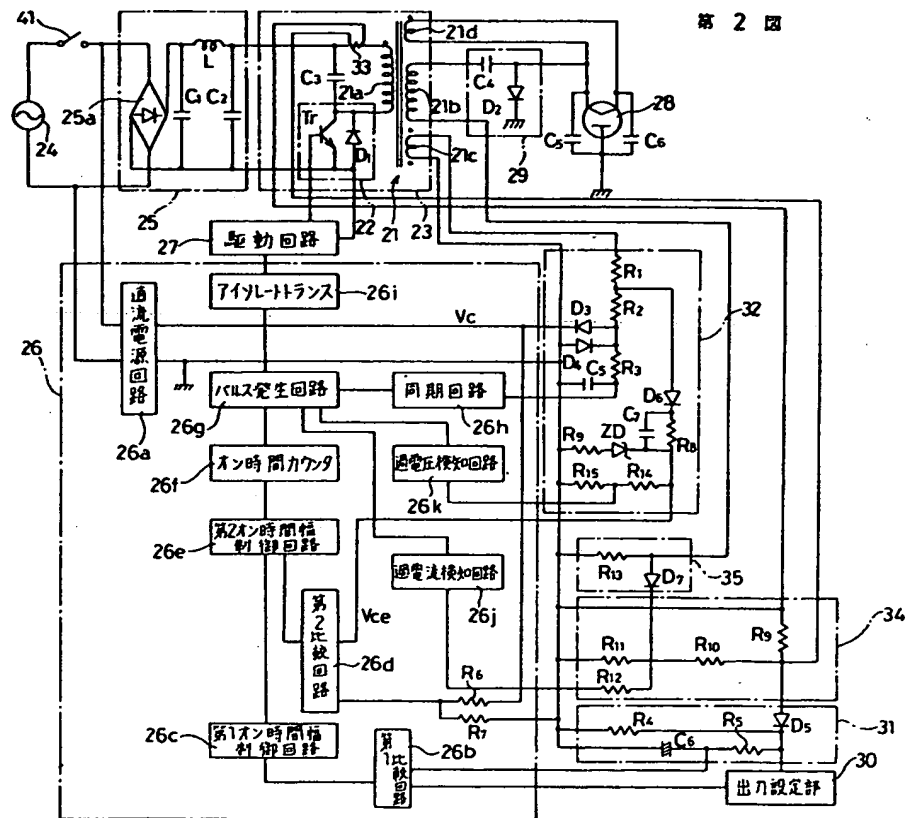 第 2 図
41
24
25a
C1
L
C2
25
33
C3
21a
Tr
D1
22
21
23
21d
21b
21c
C4
D2
29
28
C5
C6
27
駆動回路
アイソレートトランス
26i
26
直流電源回路
26a
Vc
パルス発生回路
26g
同期回路
26h
オン時間カウンタ
26f
過電圧検知回路
26k
第2オン時間幅
制御回路
26e
過電流検知回路
26j
Vce
第2比較回路
26d
第1オン時間幅
制御回路
26c
第1比較回路
26b
R6
R7
R1
R2
D3
D4
R3
C5
32
D6
C7
ZD
R9
R8
R15
R14
R13
D7
35
R9
34
R11
R10
R12
R4
R5
D5
31
C6
出力設定部
30